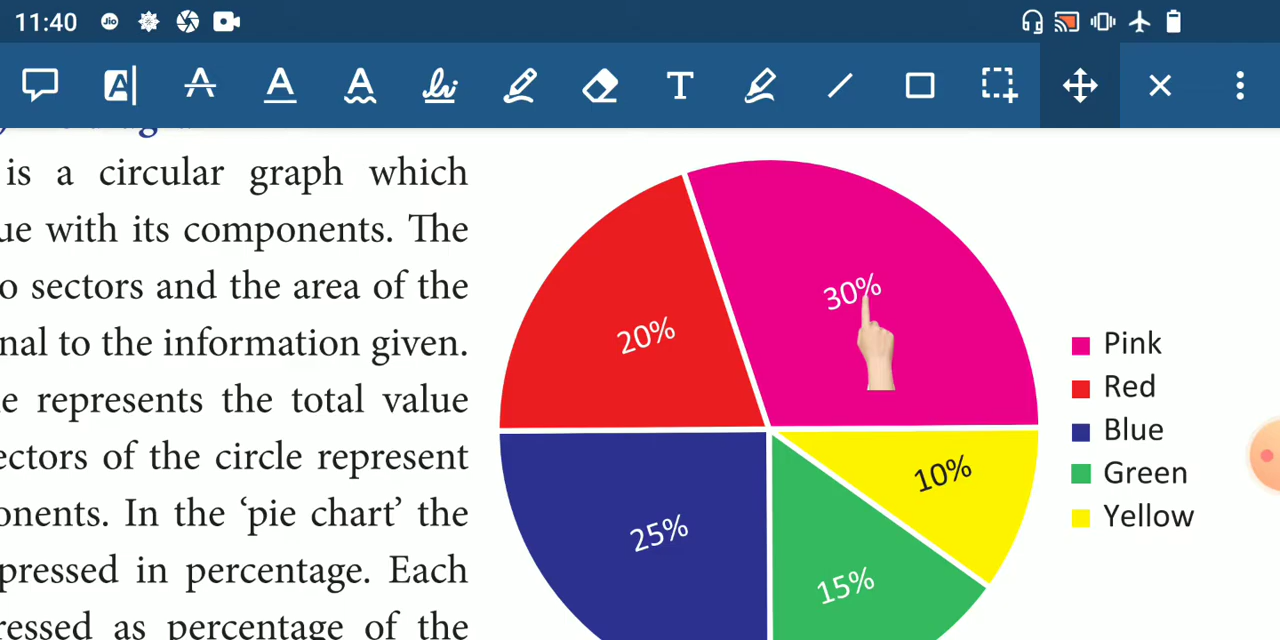 11:40
Jio
is a circular graph which
ue with its components. The
o sectors and the area of the
nal to the information given.
e represents the total value
ectors of the circle represent
onents. In the ‘pie chart’ the
pressed in percentage. Each
ressed as percentage of the
30%
20%
10%
25%
15%
Pink
Red
Blue
Green
Yellow